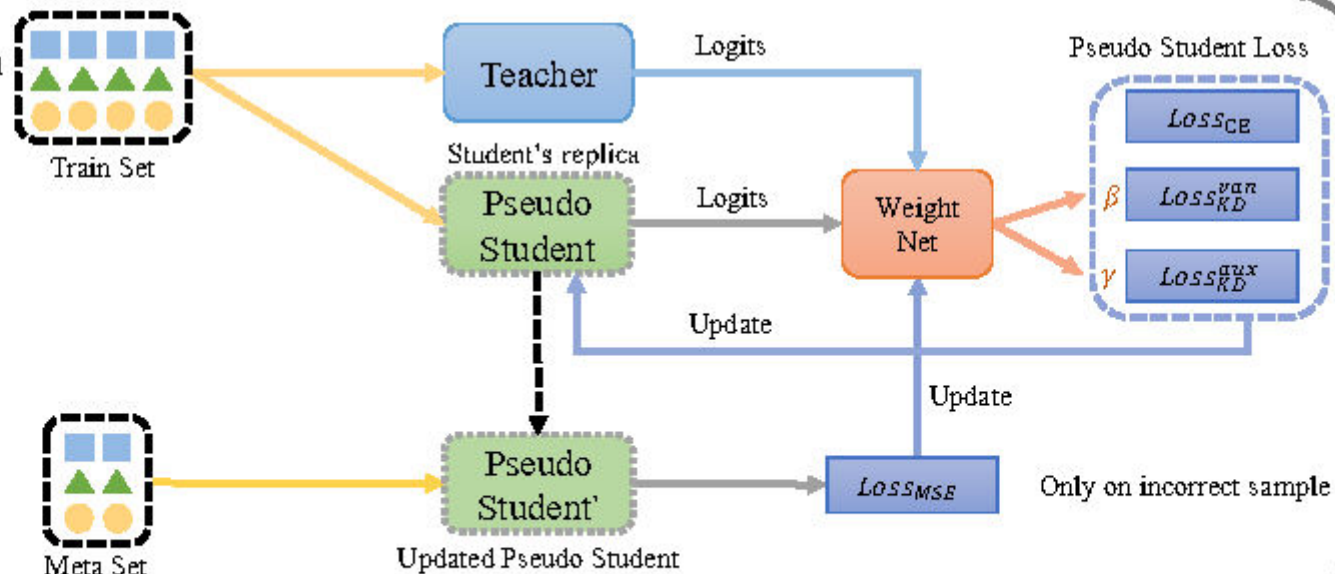 Train Set
Teacher
Logits
Student's replica
Pseudo
Student
Logits
Weight
Net
Pseudo Student Loss
Loss_CE
β Loss_KD^van
γ Loss_KD^aux
Update
Update
Meta Set
Pseudo
Student'
Updated Pseudo Student
Loss_MSE
Only on incorrect sample